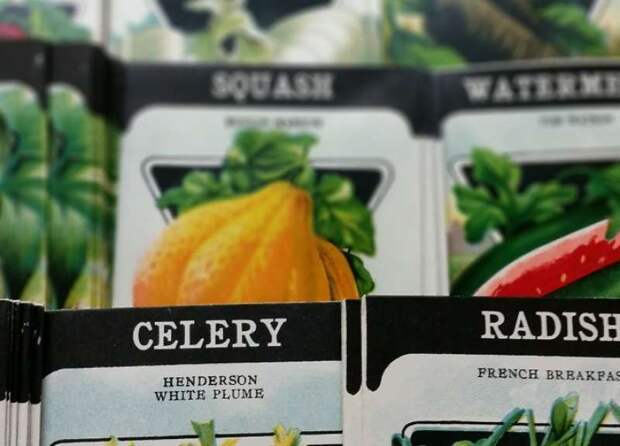 SQUASH
WATERME
CELERY
HENDERSON
WHITE PLUME
RADISH
FRENCH BREAKFAS